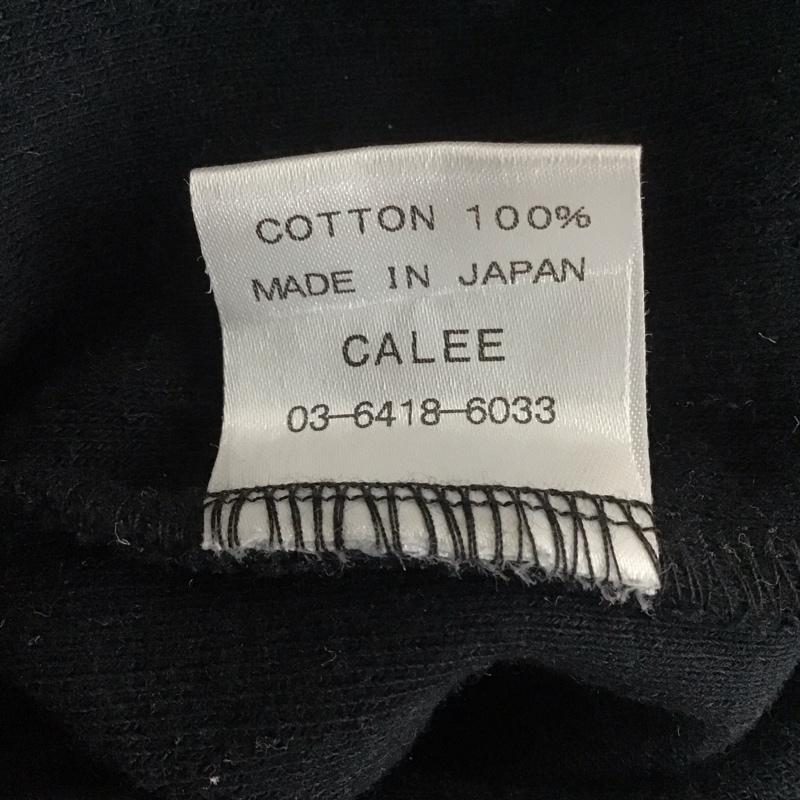 COTTON 100%
MADE IN JAPAN
CALEE
03-6418-6033